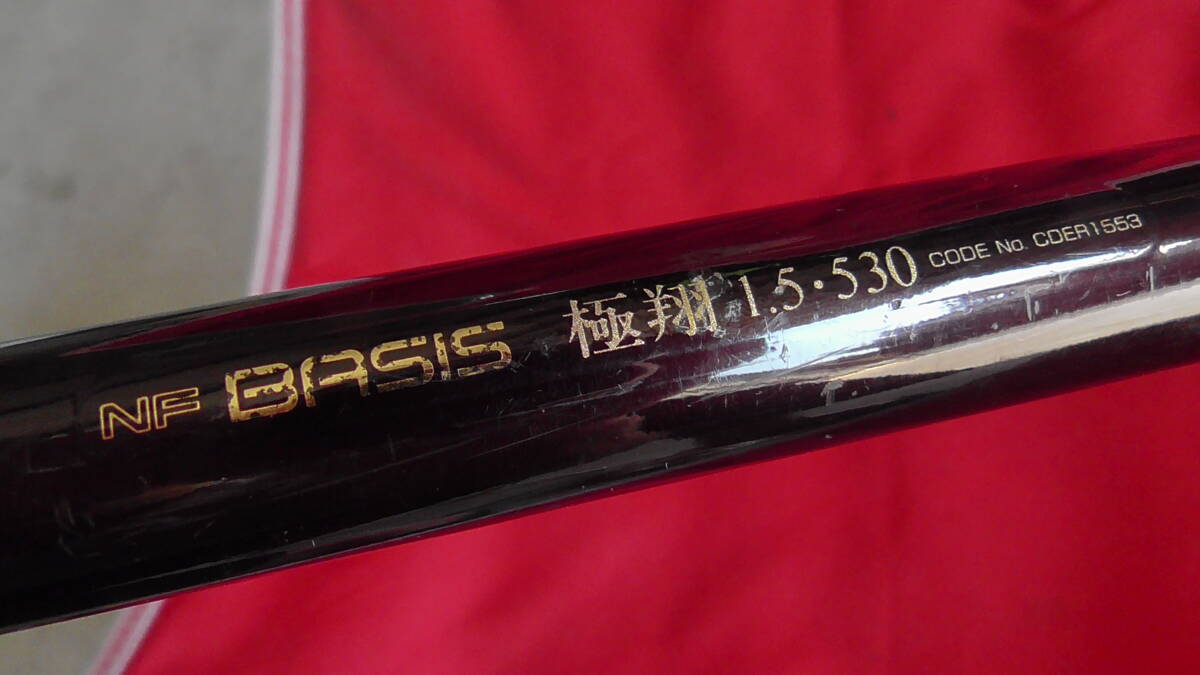 NF BASIS 極翔 1.5・530 CODE No. CDER1553